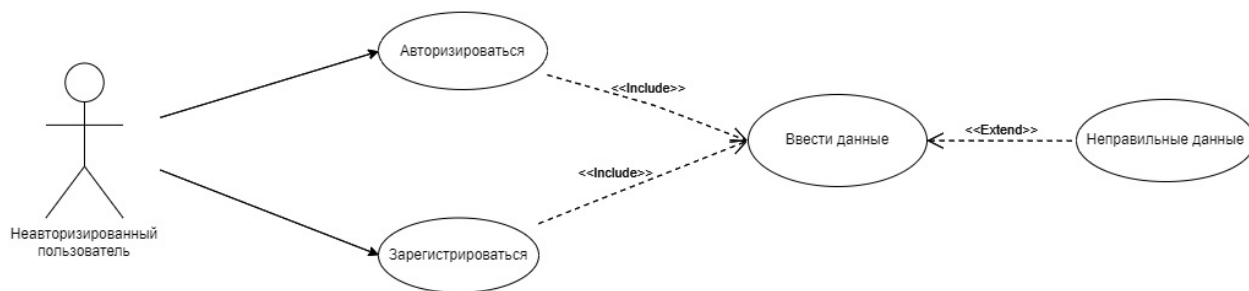 Авторизироваться
<<Include>>
Ввести данные
<<Extend>>
Неправильные данные
<<Include>>
Неавторизированный
пользователь
Зарегистрироваться